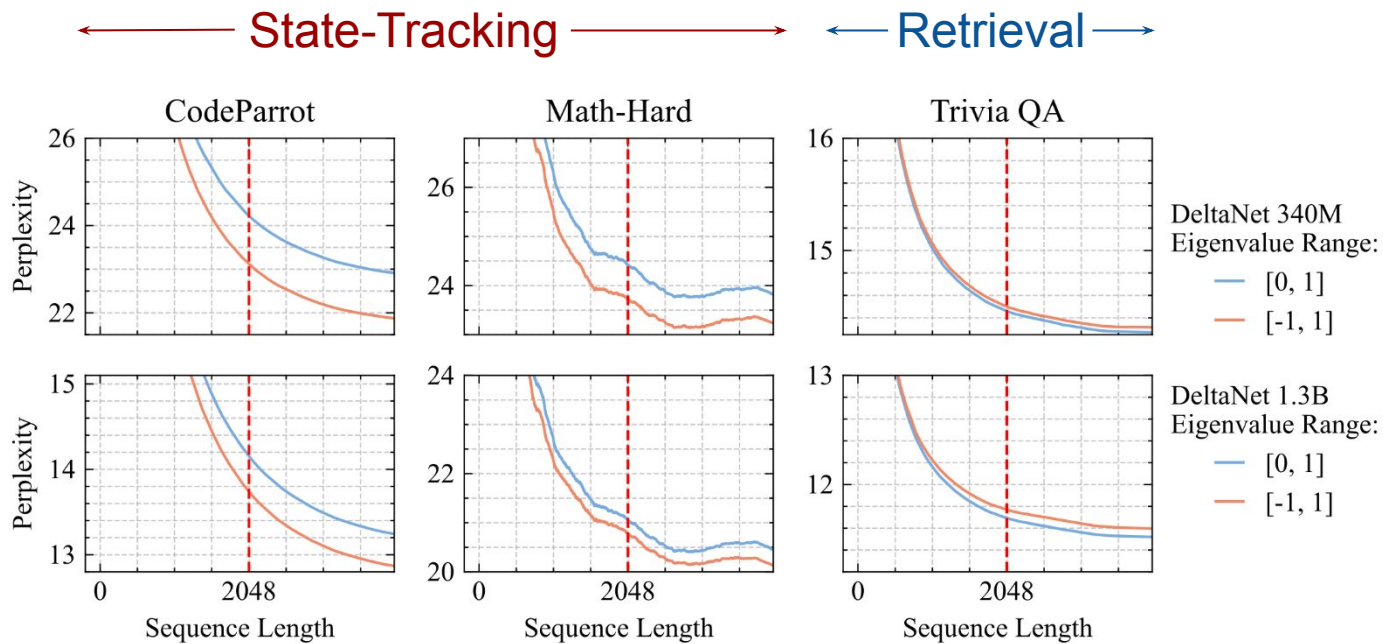 State-Tracking
Retrieval
CodeParrot
Math-Hard
Trivia QA
26
24
22
Perplexity
26
24
16
15
DeltaNet 340M
Eigenvalue Range:
[0, 1]
[-1, 1]
15
14
13
Perplexity
0
2048
Sequence Length
24
22
20
0
2048
Sequence Length
13
12
0
2048
Sequence Length
DeltaNet 1.3B
Eigenvalue Range:
[0, 1]
[-1, 1]